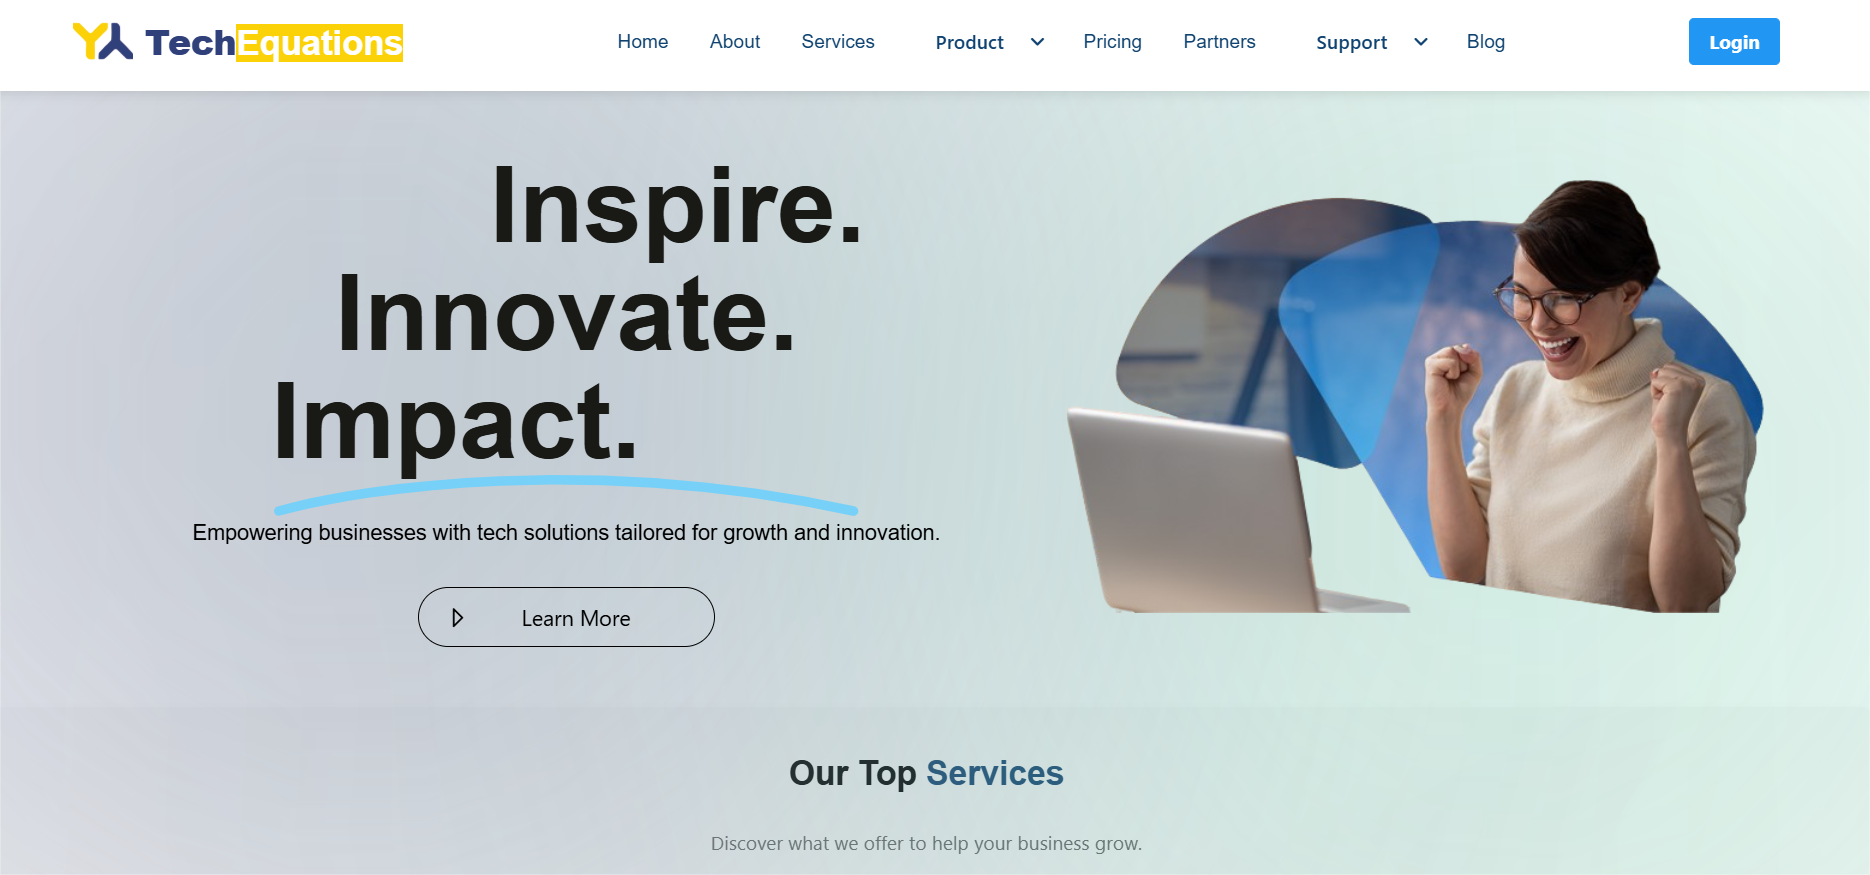 TechEquations
Home About Services Product Pricing Partners Support Blog Login
Inspire.
Innovate.
Impact.
Empowering businesses with tech solutions tailored for growth and innovation.
Learn More
Our Top Services
Discover what we offer to help your business grow.